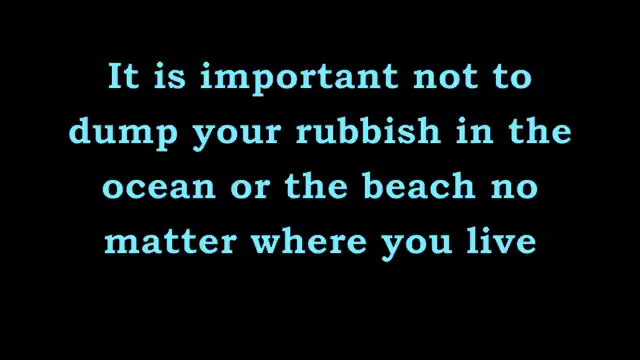 It is important not to
dump your rubbish in the
ocean or the beach no
matter where you live